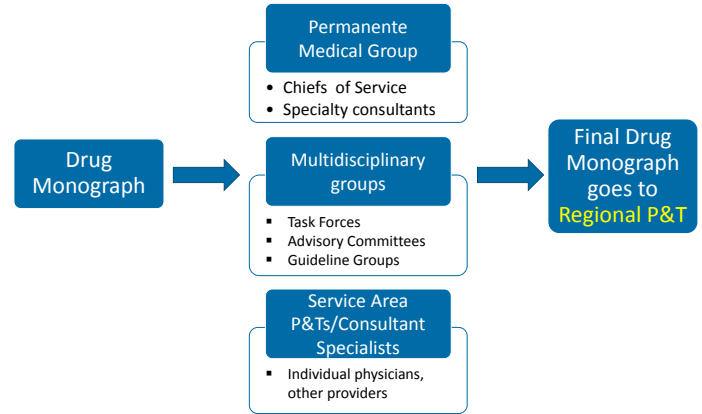 Permanente
Medical Group
• Chiefs of Service
• Specialty consultants
Drug
Monograph
Multidisciplinary
groups
▪ Task Forces
▪ Advisory Committees
▪ Guideline Groups
Final Drug
Monograph
goes to
Regional P&T
Service Area
P&Ts/Consultant
Specialists
▪ Individual physicians,
other providers